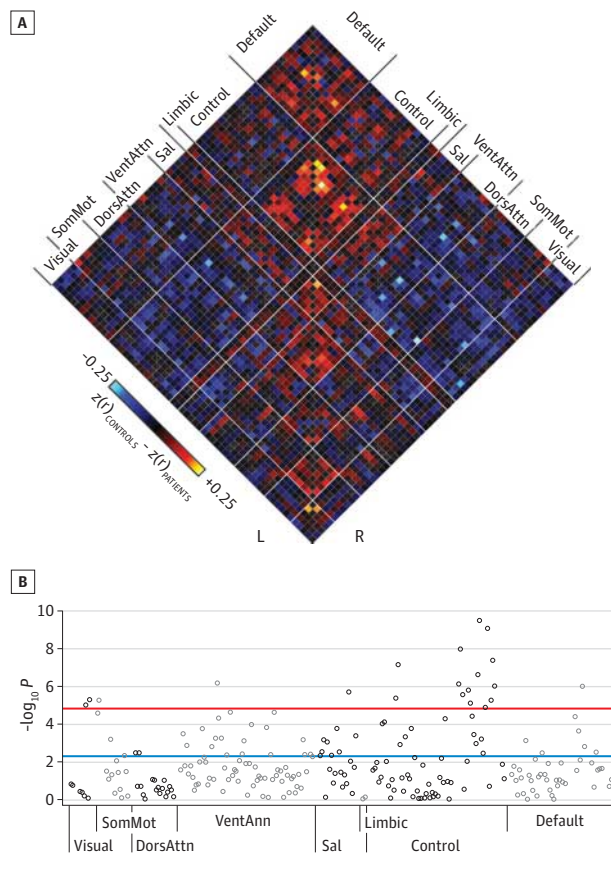 A
Default
Default
Limbic
Control
Control
Limbic
VentAttn
Sal
Sal
VentAttn
SomMot
DorsAttn
DorsAttn
SomMot
Visual
Visual
−0.25
z(r)CONTROLS − z(r)PATIENTS
+0.25
L R
B
10
8
6
4
2
0
−log10 P
SomMot VentAnn Limbic Default
Visual DorsAttn Sal Control